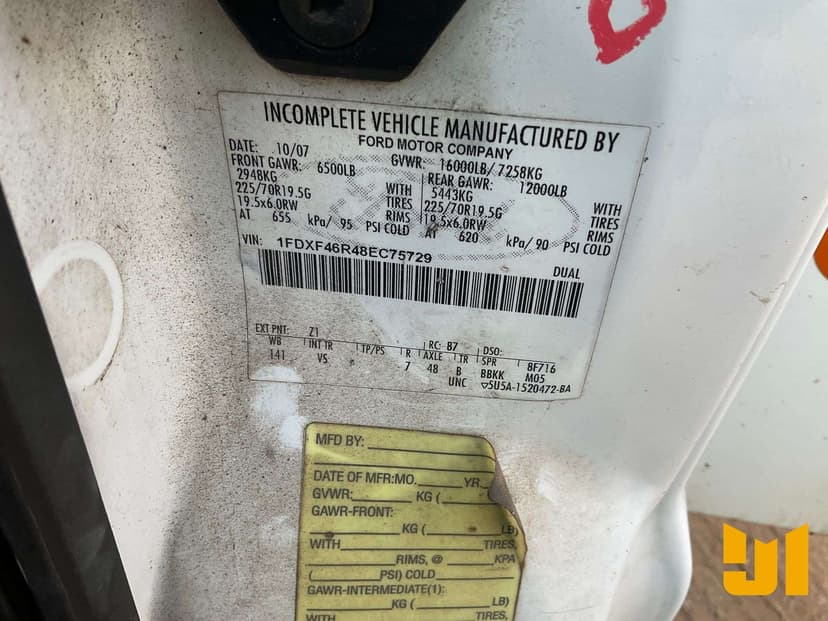 INCOMPLETE VEHICLE MANUFACTURED BY
FORD MOTOR COMPANY
DATE: 10/07 GVWR: 16000LB/ 7258KG
FRONT GAWR: 6500LB REAR GAWR: 12000LB
2948KG WITH 5443KG WITH
225/70R19.5G TIRES 225/70R19.5G TIRES
19.5x6.0RW RIMS 19.5x6.0RW RIMS
AT 655 kPa/ 95 PSI COLD AT 620 kPa/ 90 PSI COLD
VIN: 1FDXF46R48EC75729 DUAL
EXT PNT: Z1 RC: B7 DSO:
WB INT TR TP/PS R AXLE TR SPR 8F716
141 VS 7 48 B BBKK M05
UNC ▽5U5A-1520472-BA
MFD BY:
DATE OF MFR:MO. YR.
GVWR: KG (
GAWR-FRONT:
KG ( LB)
WITH TIRES,
RIMS, @ KPA
( PSI) COLD
GAWR-INTERMEDIATE(1):
KG ( LB)
WITH TIRES,